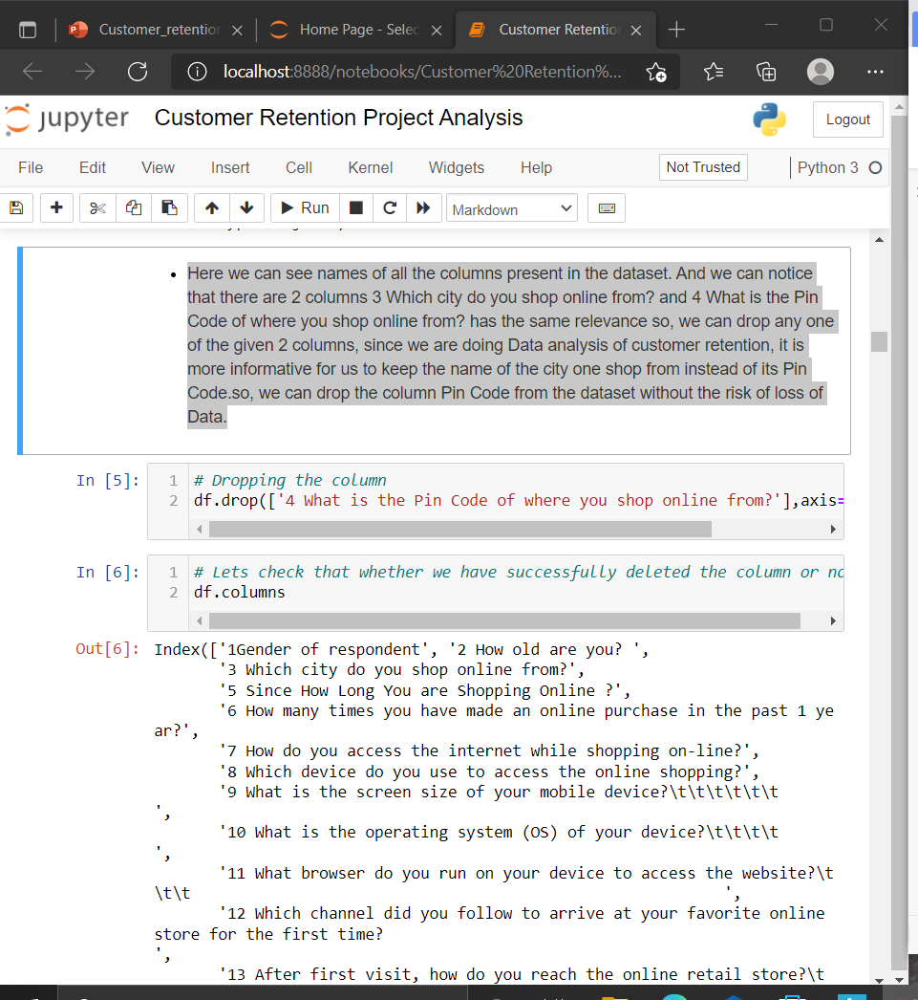 Customer_retention
Home Page - Selec
Customer Retentio
localhost:8888/notebooks/Customer%20Retention%...
jupyter Customer Retention Project Analysis
Logout
File Edit View Insert Cell Kernel Widgets Help
Not Trusted
Python 3
Run
Markdown
Here we can see names of all the columns present in the dataset. And we can notice
that there are 2 columns 3 Which city do you shop online from? and 4 What is the Pin
Code of where you shop online from? has the same relevance so, we can drop any one
of the given 2 columns, since we are doing Data analysis of customer retention, it is
more informative for us to keep the name of the city one shop from instead of its Pin
Code.so, we can drop the column Pin Code from the dataset without the risk of loss of
Data.
In [5]:
1 # Dropping the column
2 df.drop(['4 What is the Pin Code of where you shop online from?'],axis=
In [6]:
1 # Lets check that whether we have successfully deleted the column or no
2 df.columns
Out[6]: Index(['1Gender of respondent', '2 How old are you? ',
'3 Which city do you shop online from?',
'5 Since How Long You are Shopping Online ?',
'6 How many times you have made an online purchase in the past 1 ye
ar?',
'7 How do you access the internet while shopping on-line?',
'8 Which device do you use to access the online shopping?',
'9 What is the screen size of your mobile device?\t\t\t\t\t\t
',
'10 What is the operating system (OS) of your device?\t\t\t\t
',
'11 What browser do you run on your device to access the website?\t
\t\t ',
'12 Which channel did you follow to arrive at your favorite online
store for the first time?
',
'13 After first visit, how do you reach the online retail store?\t